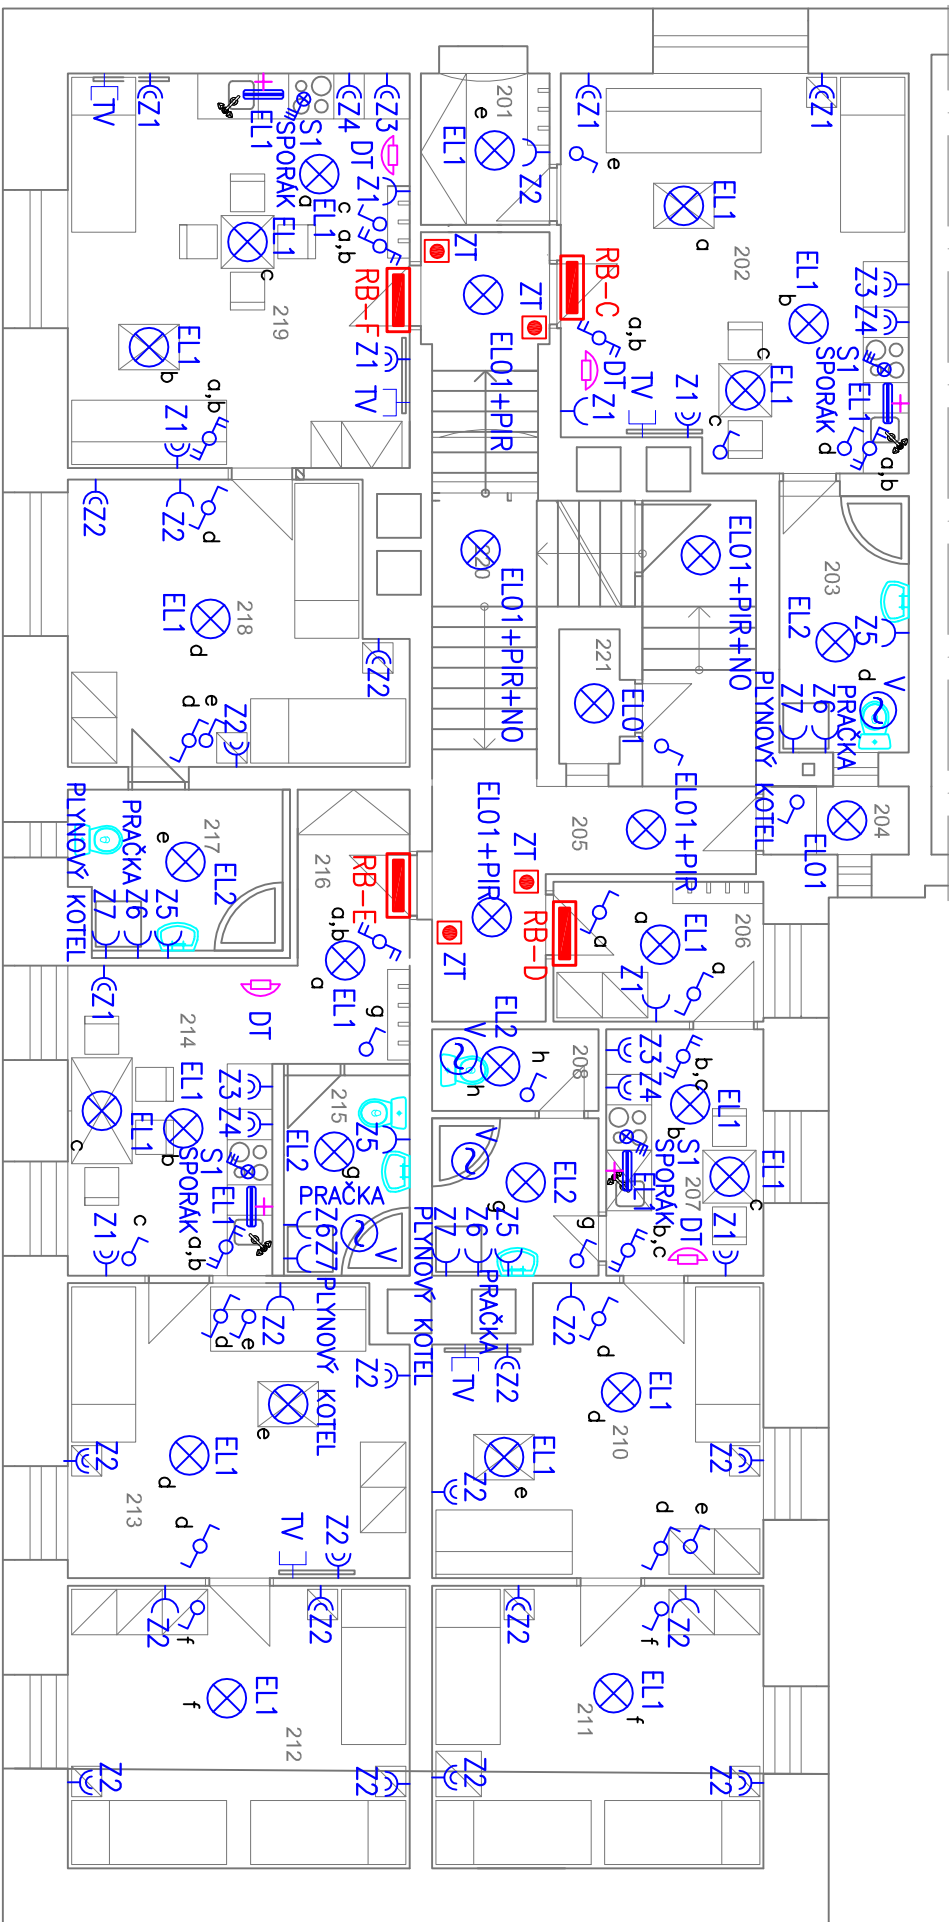 TV
Z1
EL1
S1
SPORÁK
Z4
Z3
DT
EL1
a
Z1
c
a,b
EL1
c
RB-F
219
EL1
b
a,b
Z1
Z1
TV
201
e
EL1
Z2
ZT
ZT
EL01+PIR
Z1
e
Z1
EL1
a
202
RB-C
a,b
DT
Z1
TV
Z1
EL1
b
Z3
Z4
c
EL1
c
S1
SPORÁK
EL1
d
a,b
Z2
Z2
d
EL1
218
d
Z2
d
e
Z2
220
EL01+PIR+NO
221
EL01
EL01+PIR+NO
203
EL2
Z5
d
V
PRAČKA
Z6
Z7
PLYNOVÝ KOTEL
204
EL01
205
EL01+PIR
EL01+PIR
ZT
ZT
RB-D
217
e
EL2
PRAČKA
PLYNOVÝ KOTEL
Z5
Z6
Z7
216
RB-E
a,b
EL1
a
g
206
a
EL1
a
Z1
a
Z1
214
DT
EL1
b
Z3
Z4
EL1
c
S1
SPORÁK
EL1
a,b
c
Z1
215
EL2
Z5
g
PRAČKA
Z6
Z7
V
PLYNOVÝ KOTEL
EL2
V
h
h
208
V
EL2
g
g
Z5
Z6
Z7
PRAČKA
PLYNOVÝ KOTEL
Z3
Z4
b,c
EL1
b
EL1
c
S1
SPORÁK
EL1
207
b,c
DT
Z1
d
e
Z2
Z2
e
EL1
d
Z2
213
d
TV
Z2
Z2
d
TV
Z2
EL1
d
210
EL1
e
Z2
Z2
d
e
Z2
f
Z2
EL1
f
212
Z2
Z2
Z2
f
Z2
EL1
f
211
Z2
Z2